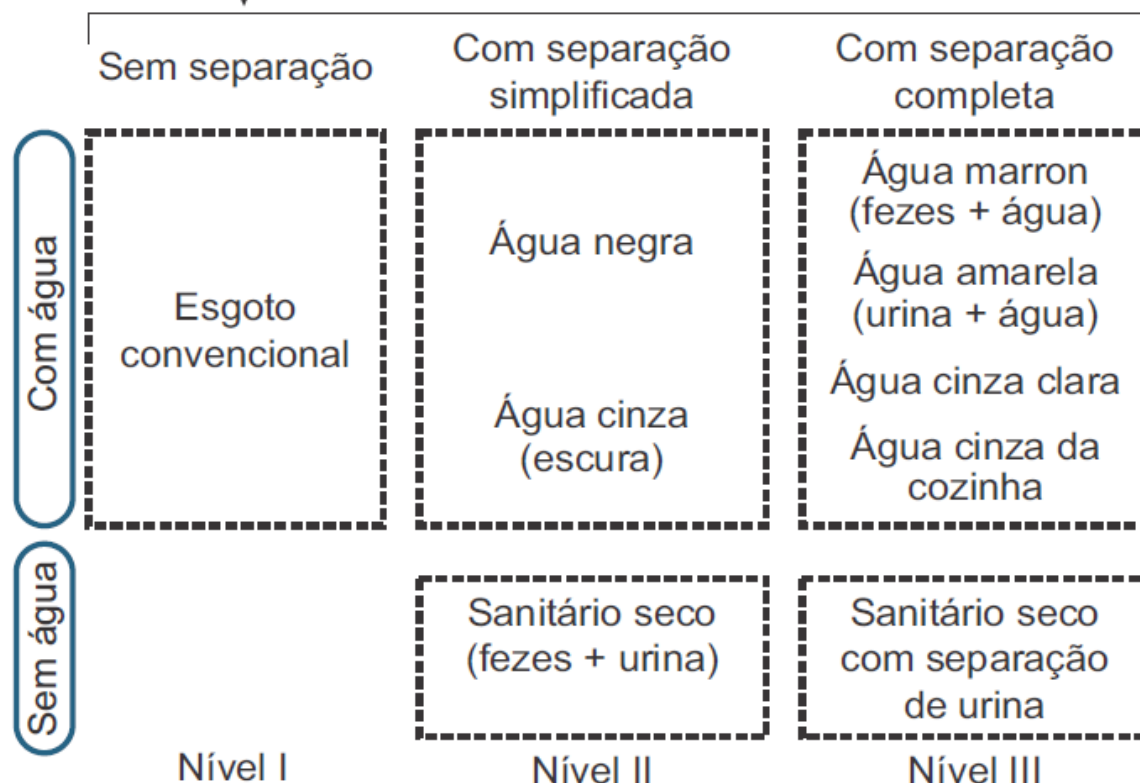 Sem separação
Com separação
simplificada
Com separação
completa
Com água
Esgoto
convencional
Água negra
Água cinza
(escura)
Água marron
(fezes + água)
Água amarela
(urina + água)
Água cinza clara
Água cinza da
cozinha
Sem água
Sanitário seco
(fezes + urina)
Sanitário seco
com separação
de urina
Nível I
Nível II
Nível III